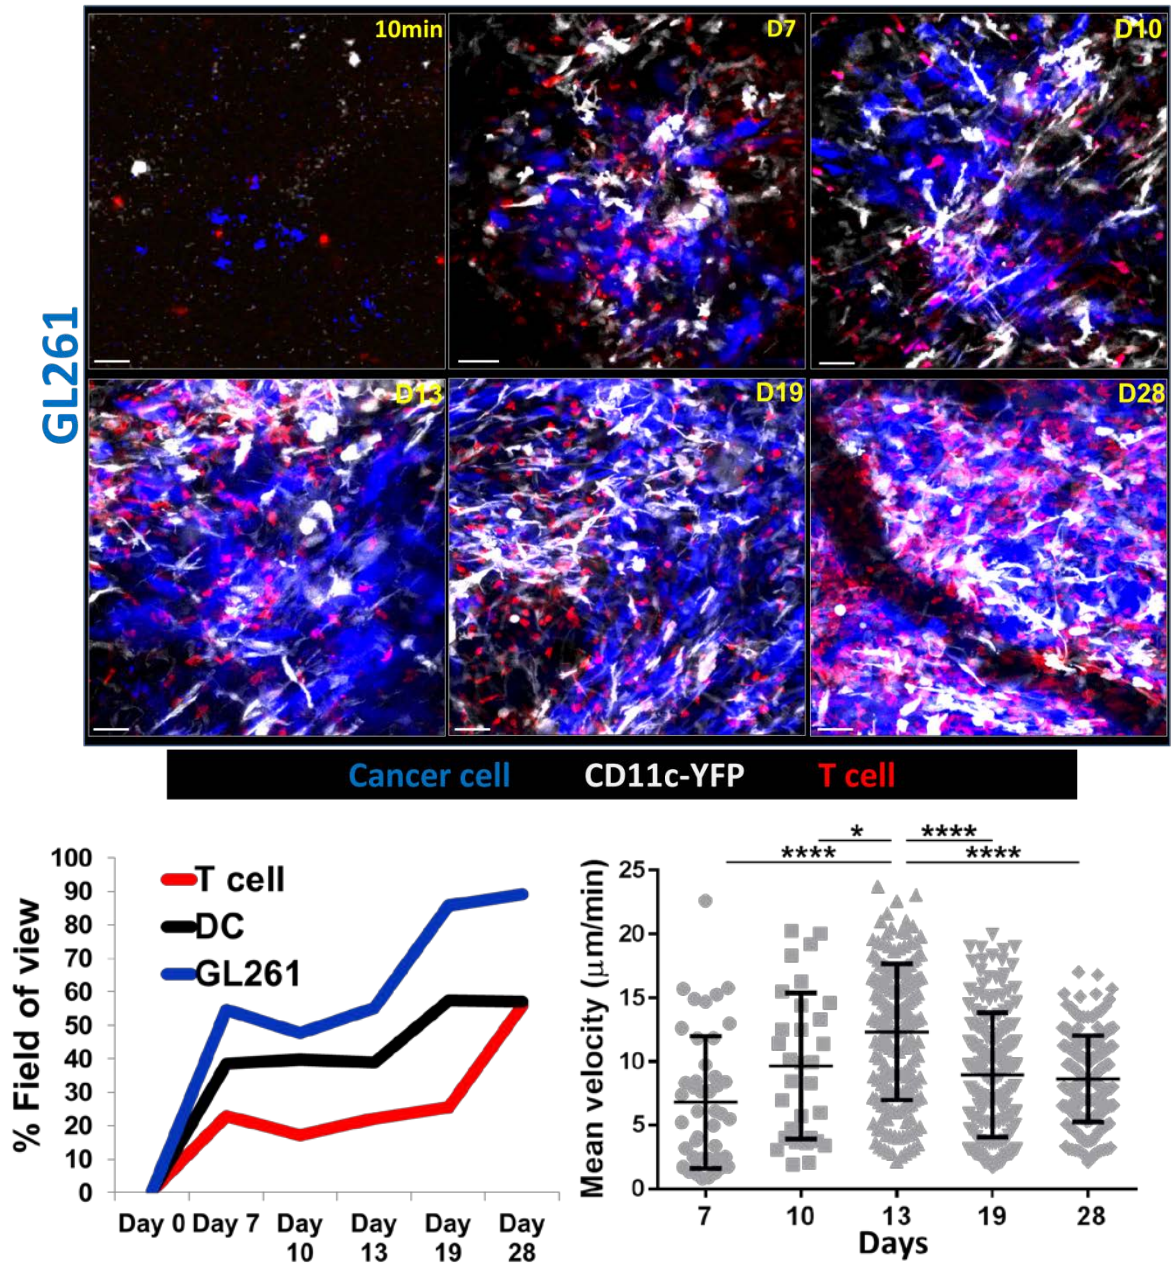 10min
D7
D10
GL261
D13
D19
D28
Cancer cell CD11c-YFP T cell
100
90
80
70
60
50
40
30
20
10
0
% Field of view
T cell
DC
GL261
Day 0 Day 7 Day 10 Day 13 Day 19 Day 28
* ****
**** ****
25
20
15
10
5
0
Mean velocity (μm/min)
7 10 13 19 28
Days